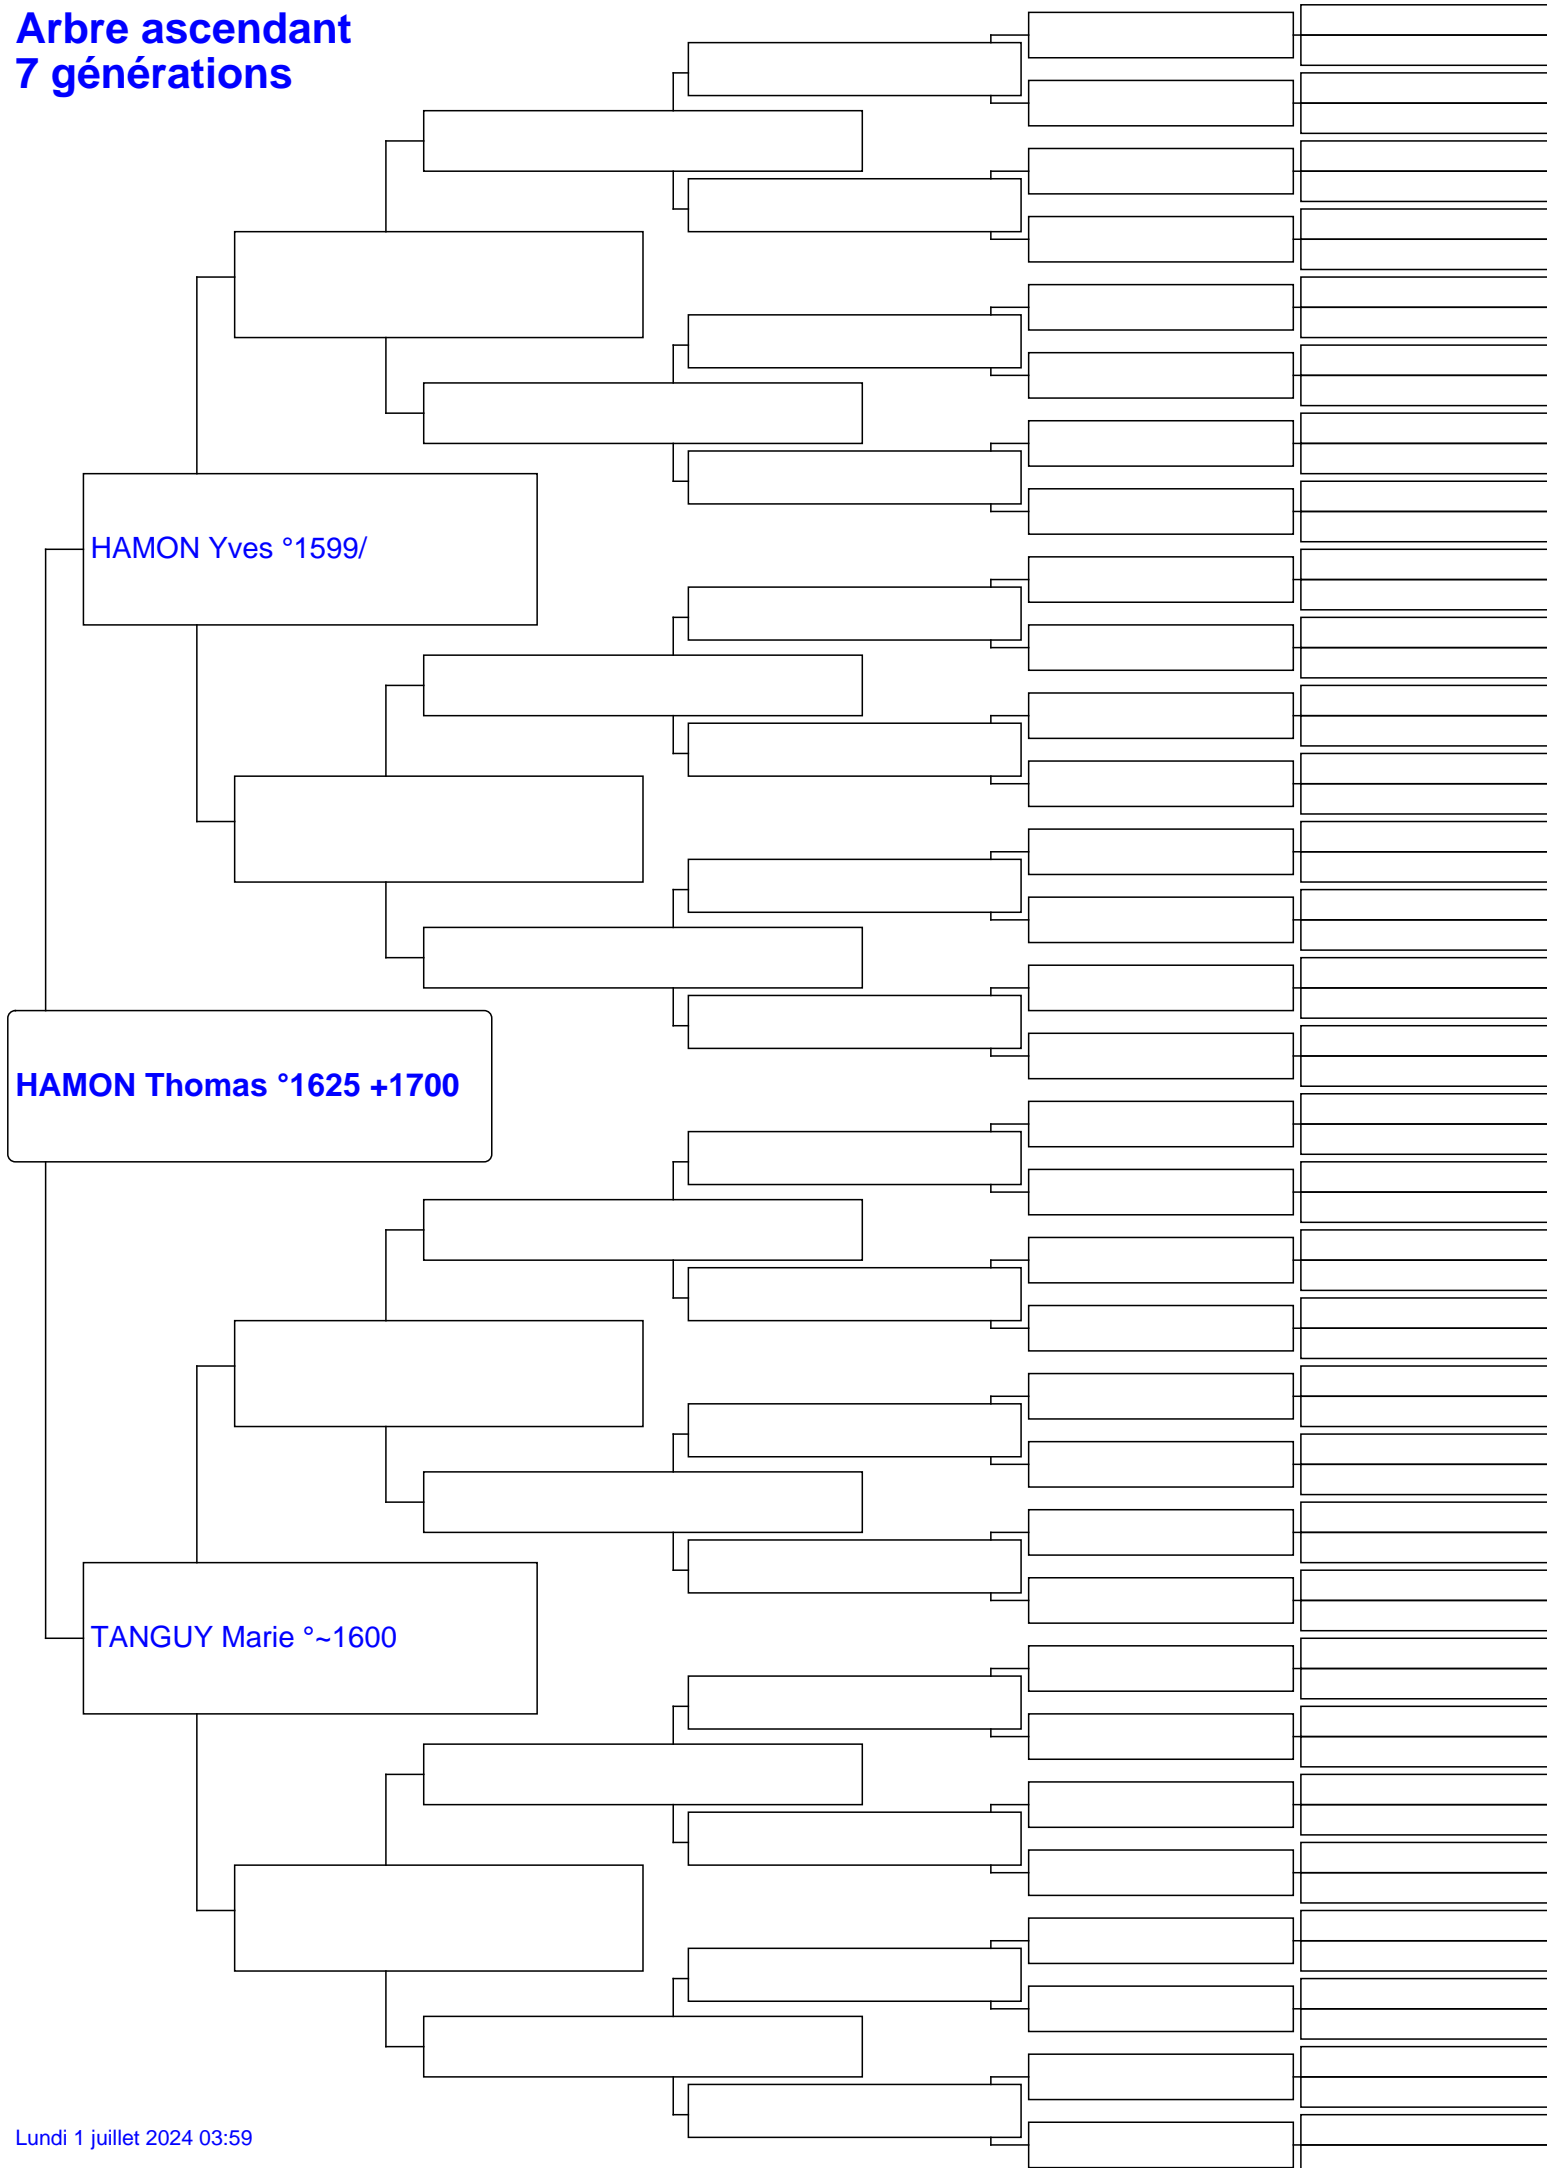 Arbre ascendant
7 générations
HAMON Yves °1599/
HAMON Thomas °1625 +1700
TANGUY Marie °~1600
Lundi 1 juillet 2024 03:59